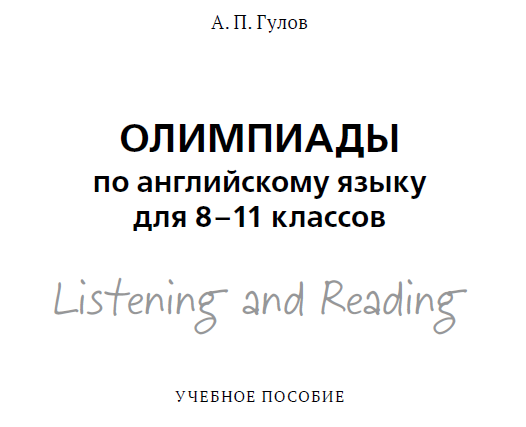 А. П. Гулов
ОЛИМПИАДЫ
по английскому языку
для 8–11 классов
Listening and Reading
УЧЕБНОЕ ПОСОБИЕ